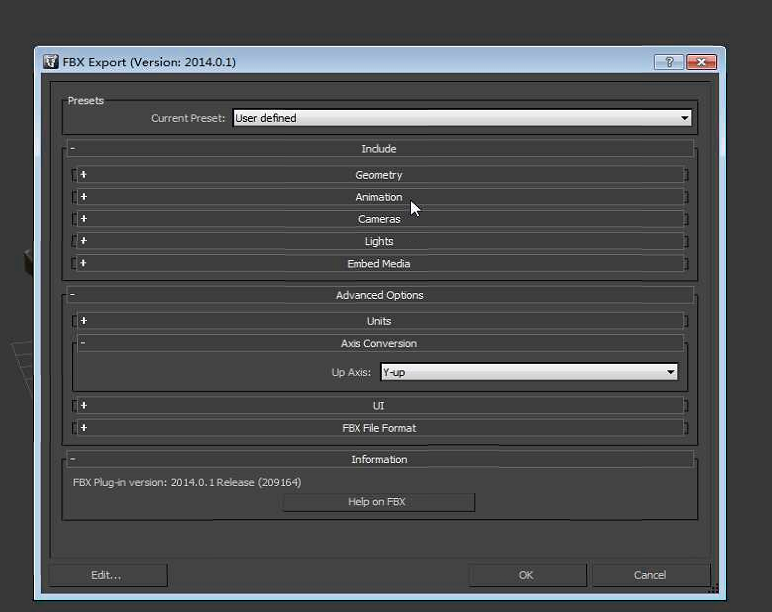 FBX Export (Version: 2014.0.1)
Presets
Current Preset: User defined
- Include
+ Geometry
+ Animation
+ Cameras
+ Lights
+ Embed Media
- Advanced Options
+ Units
- Axis Conversion
Up Axis: Y-up
+ UI
+ FBX File Format
- Information
FBX Plug-in version: 2014.0.1 Release (209164)
Help on FBX
Edit... OK Cancel